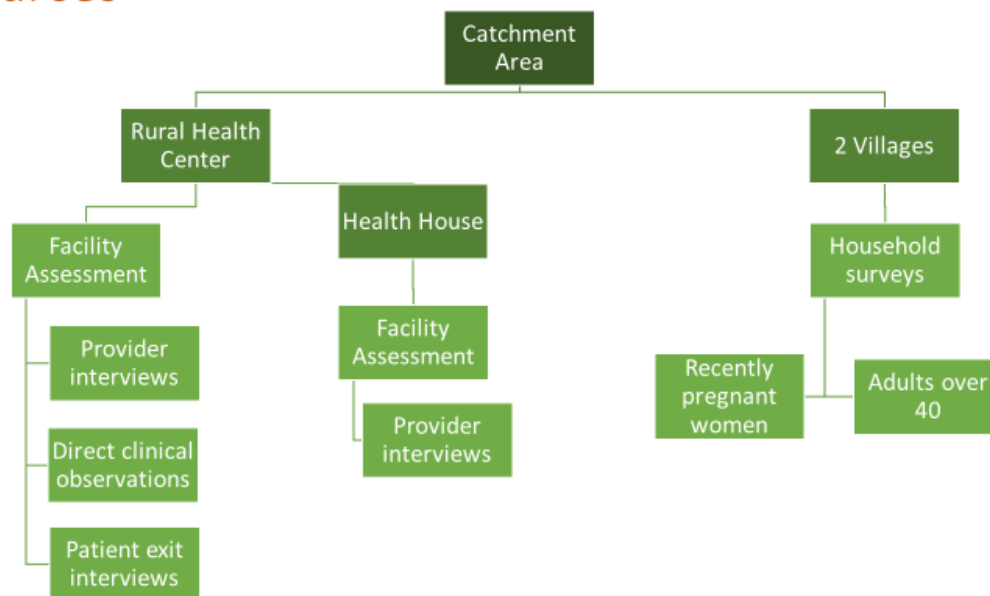 Catchment
Area
Rural Health
Center
2 Villages
Health House
Facility
Assessment
Household
surveys
Provider
interviews
Facility
Assessment
Recently
pregnant
women
Adults over
40
Direct clinical
observations
Provider
interviews
Patient exit
interviews